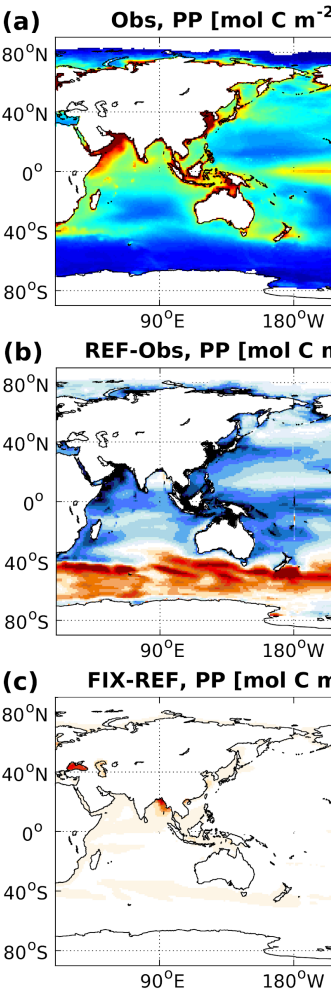 (a) Obs, PP [mol C m⁻²
80°N
40°N
0°
40°S
80°S
90°E 180°W
(b) REF-Obs, PP [mol C m
80°N
40°N
0°
40°S
80°S
90°E 180°W
(c) FIX-REF, PP [mol C m
80°N
40°N
0°
40°S
80°S
90°E 180°W